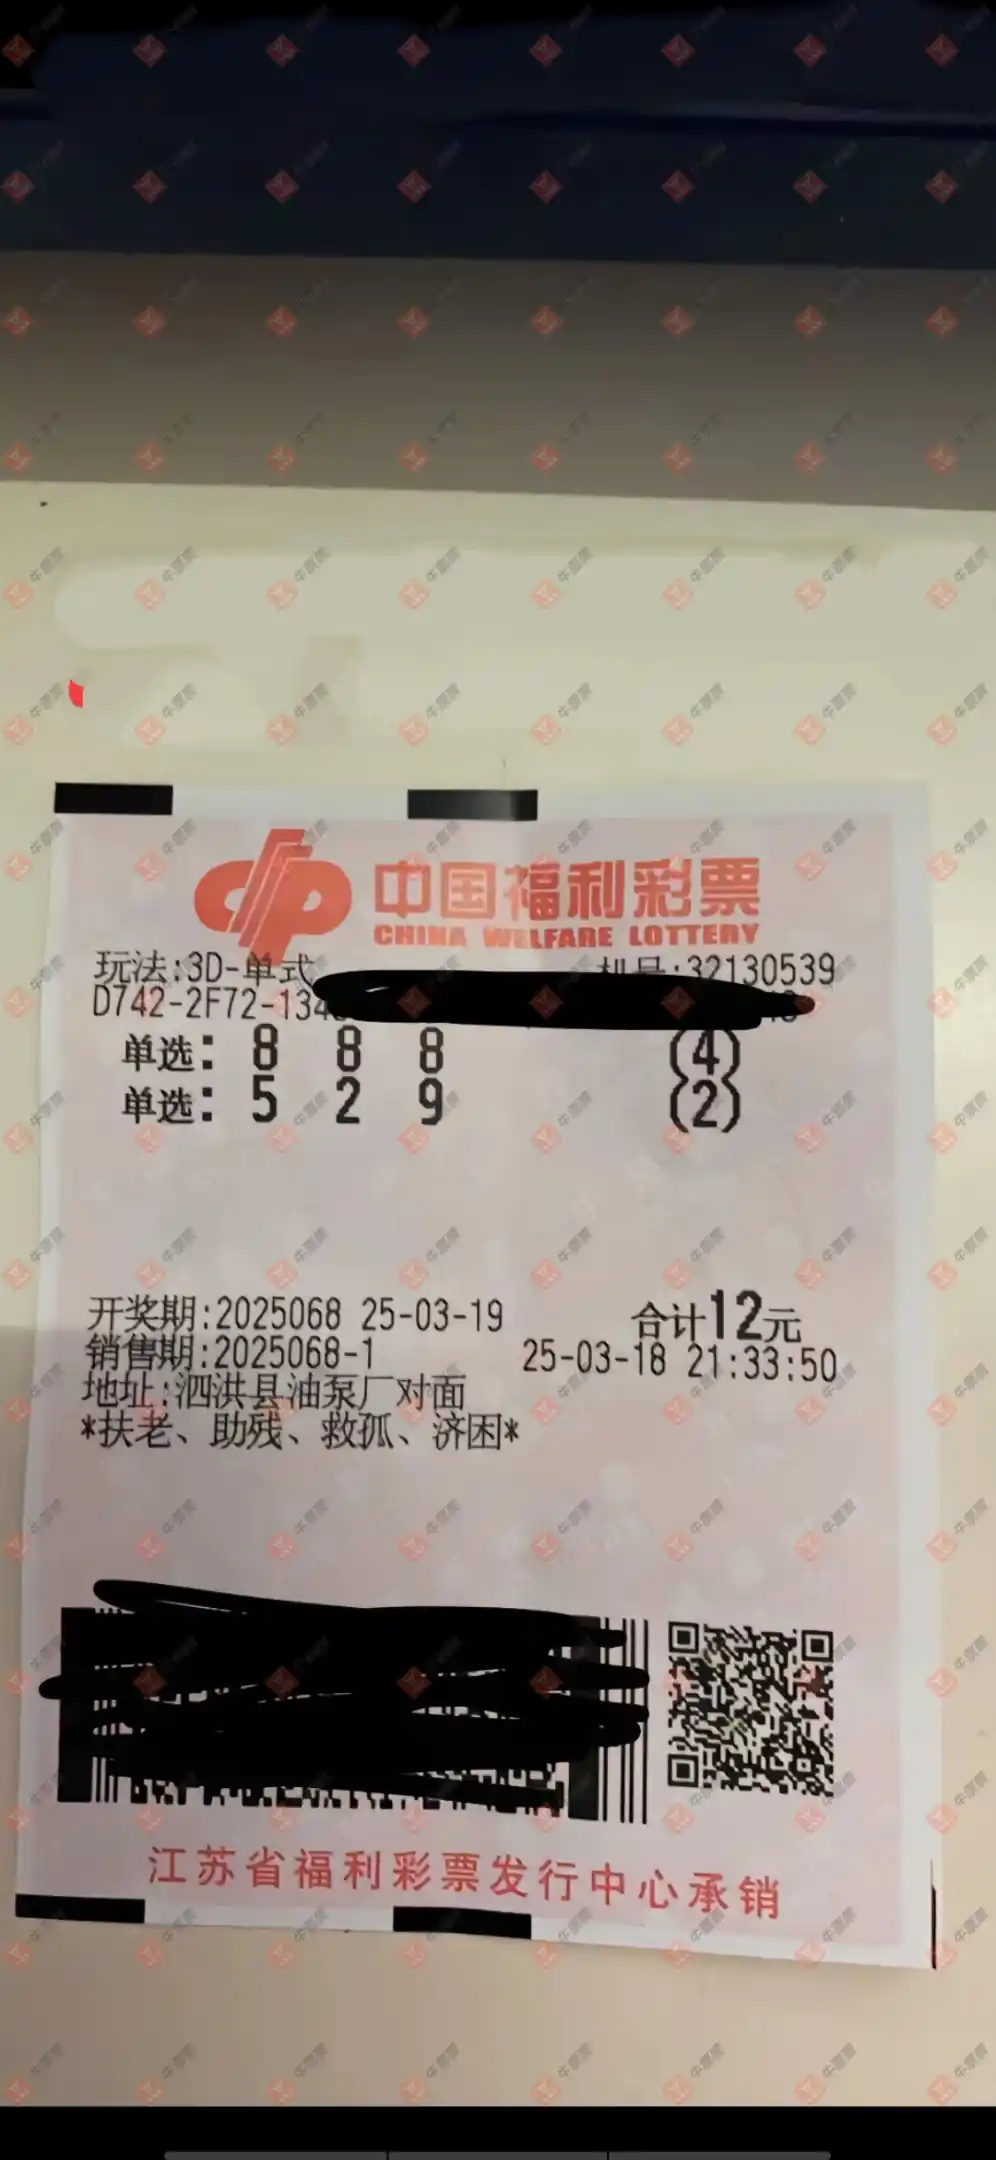 中国福利彩票
CHINA WELFARE LOTTERY
玩法:3D-单式 机号:32130539
D742-2F72-134
单选: 8 8 8 (4)
单选: 5 2 9 (2)
开奖期:2025068 25-03-19 合计12元
销售期:2025068-1 25-03-18 21:33:50
地址:泗洪县油泵厂对面
*扶老、助残、救孤、济困*
江苏省福利彩票发行中心承销